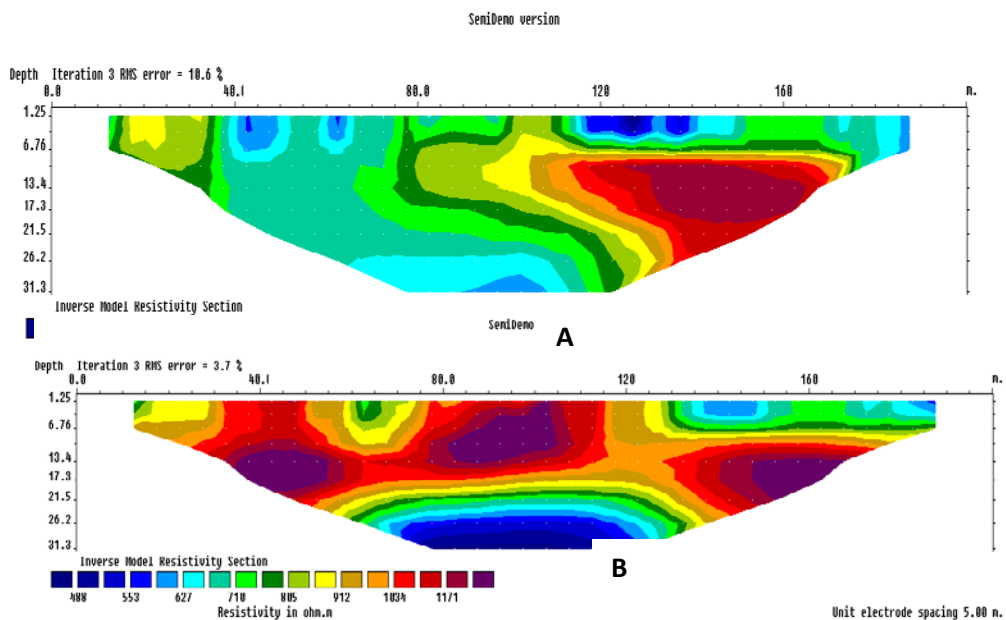 SemiDemo version
Depth Iteration 3 RMS error = 10.6 %
0.0 40.1 80.0 120 160 m.
1.25
6.76
13.4
17.3
21.5
26.2
31.3
Inverse Model Resistivity Section
SemiDemo
A
Depth Iteration 3 RMS error = 3.7 %
0.0 40.1 80.0 120 160 m.
1.25
6.76
13.4
17.3
21.5
26.2
31.3
B
Inverse Model Resistivity Section
488 553 627 710 805 912 1034 1171
Resistivity in ohm.m
Unit electrode spacing 5.00 m.